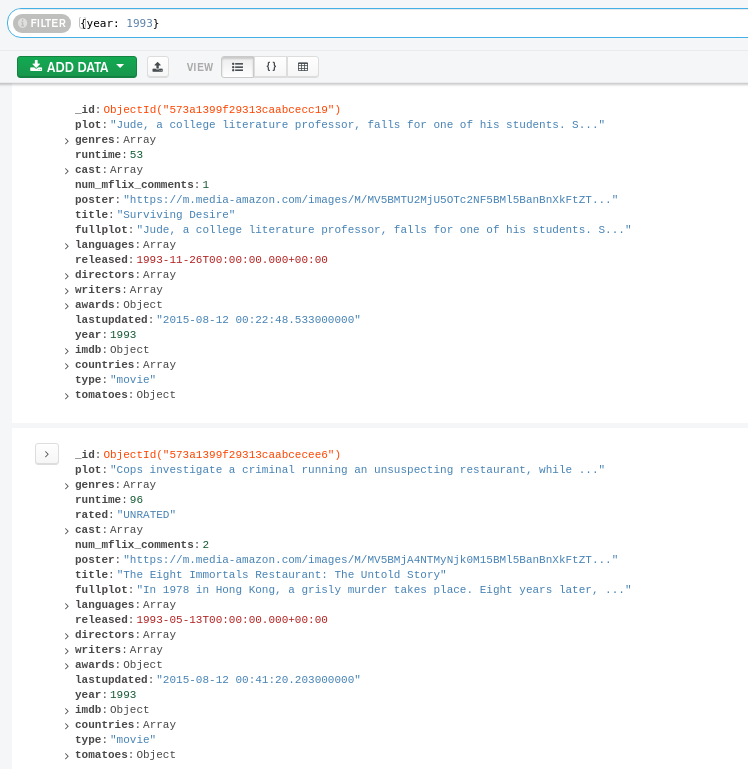 FILTER {year: 1993}
ADD DATA VIEW { }
_id: ObjectId("573a1399f29313caabcecc19")
plot: "Jude, a college literature professor, falls for one of his students. S..."
genres: Array
runtime: 53
cast: Array
num_mflix_comments: 1
poster: "https://m.media-amazon.com/images/M/MV5BMTU2MjU5OTc2NF5BMl5BanBnXkFtZT..."
title: "Surviving Desire"
fullplot: "Jude, a college literature professor, falls for one of his students. S..."
languages: Array
released: 1993-11-26T00:00:00.000+00:00
directors: Array
writers: Array
awards: Object
lastupdated: "2015-08-12 00:22:48.533000000"
year: 1993
imdb: Object
countries: Array
type: "movie"
tomatoes: Object
_id: ObjectId("573a1399f29313caabcecee6")
plot: "Cops investigate a criminal running an unsuspecting restaurant, while ..."
genres: Array
runtime: 96
rated: "UNRATED"
cast: Array
num_mflix_comments: 2
poster: "https://m.media-amazon.com/images/M/MV5BMjA4NTMyNjk0M15BMl5BanBnXkFtZT..."
title: "The Eight Immortals Restaurant: The Untold Story"
fullplot: "In 1978 in Hong Kong, a grisly murder takes place. Eight years later, ..."
languages: Array
released: 1993-05-13T00:00:00.000+00:00
directors: Array
writers: Array
awards: Object
lastupdated: "2015-08-12 00:41:20.203000000"
year: 1993
imdb: Object
countries: Array
type: "movie"
tomatoes: Object